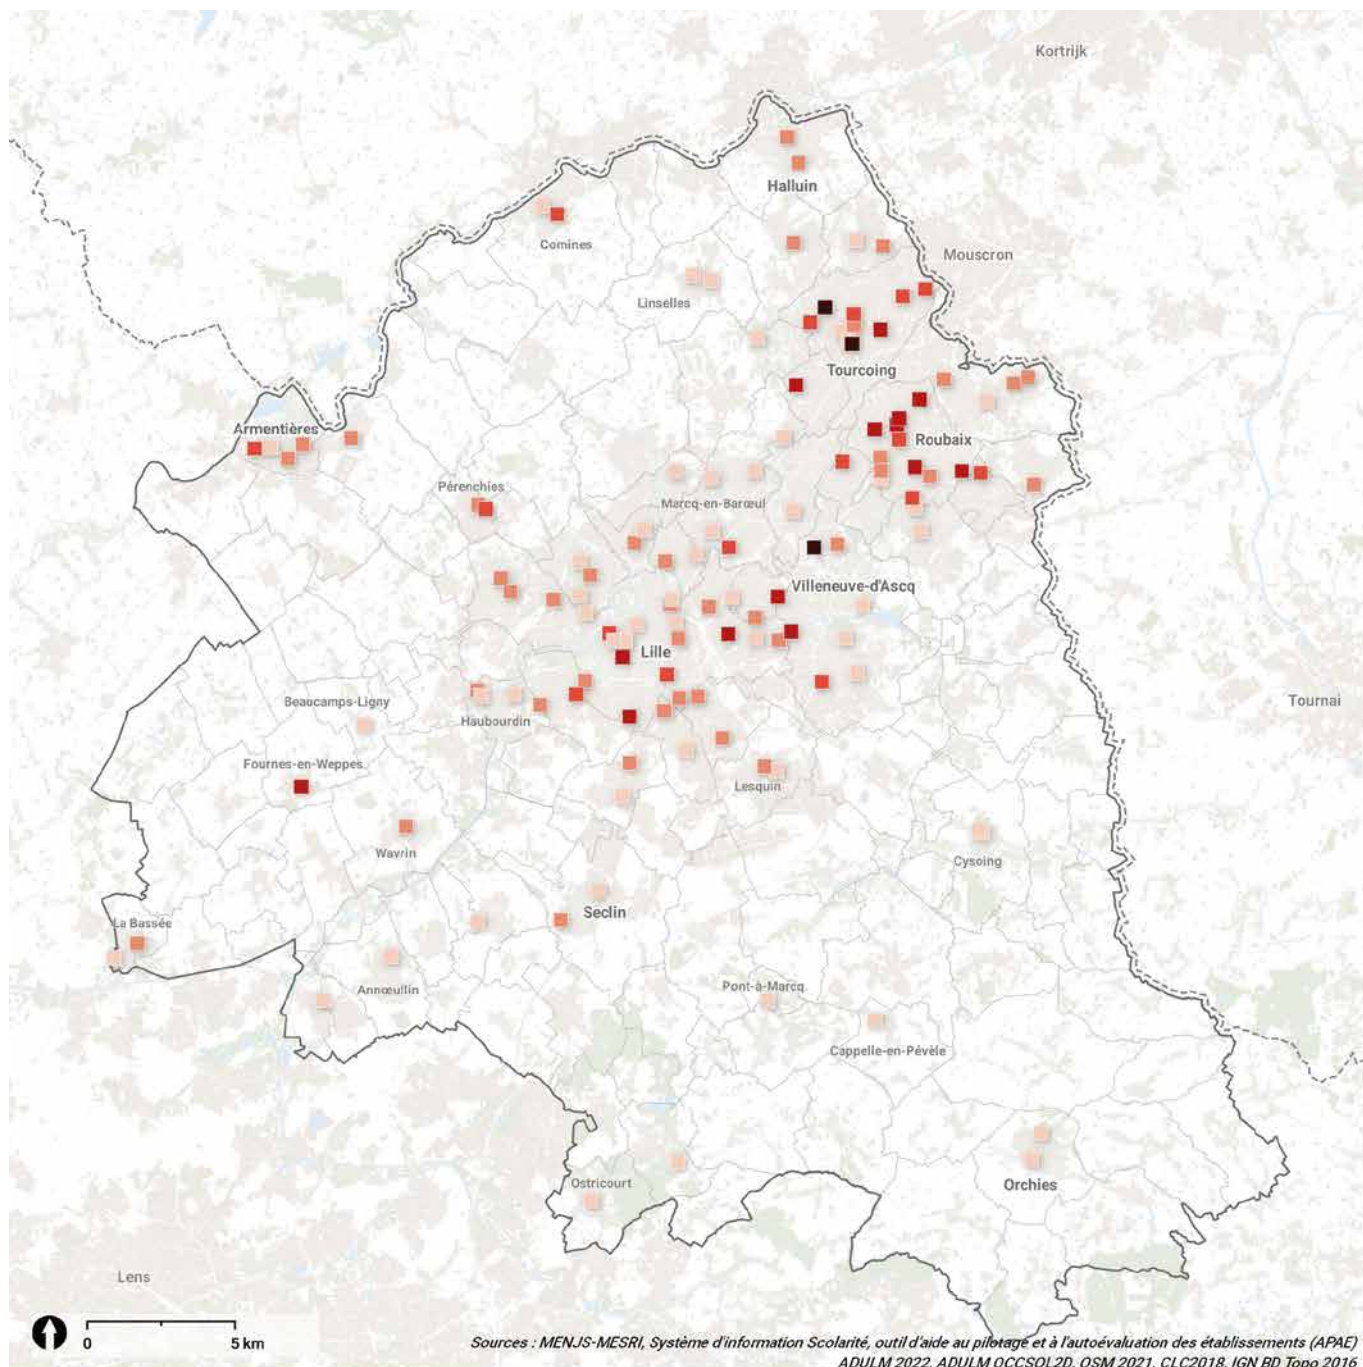 Kortrijk
Halluin
Comines
Mouscron
Linselles
Tourcoing
Armentières
Roubaix
Pérenchies
Marcq-en-Barœul
Villeneuve-d'Ascq
Lille
Beaucamps-Ligny
Tournai
Haubourdin
Fournes-en-Weppes
Lesquin
Wavrin
Cysoing
Seclin
La Bassée
Annœullin
Pont-à-Marcq
Cappelle-en-Pévèle
Ostricourt
Orchies
Lens
0 5 km
Sources : MENJS-MESRI, Système d'information Scolarité, outil d'aide au pilotage et à l'autoévaluation des établissements (APAE)
ADULM 2022, ADULM OCCSOL2D, OSM 2021, CLC2018, IGN BD Topo 2016